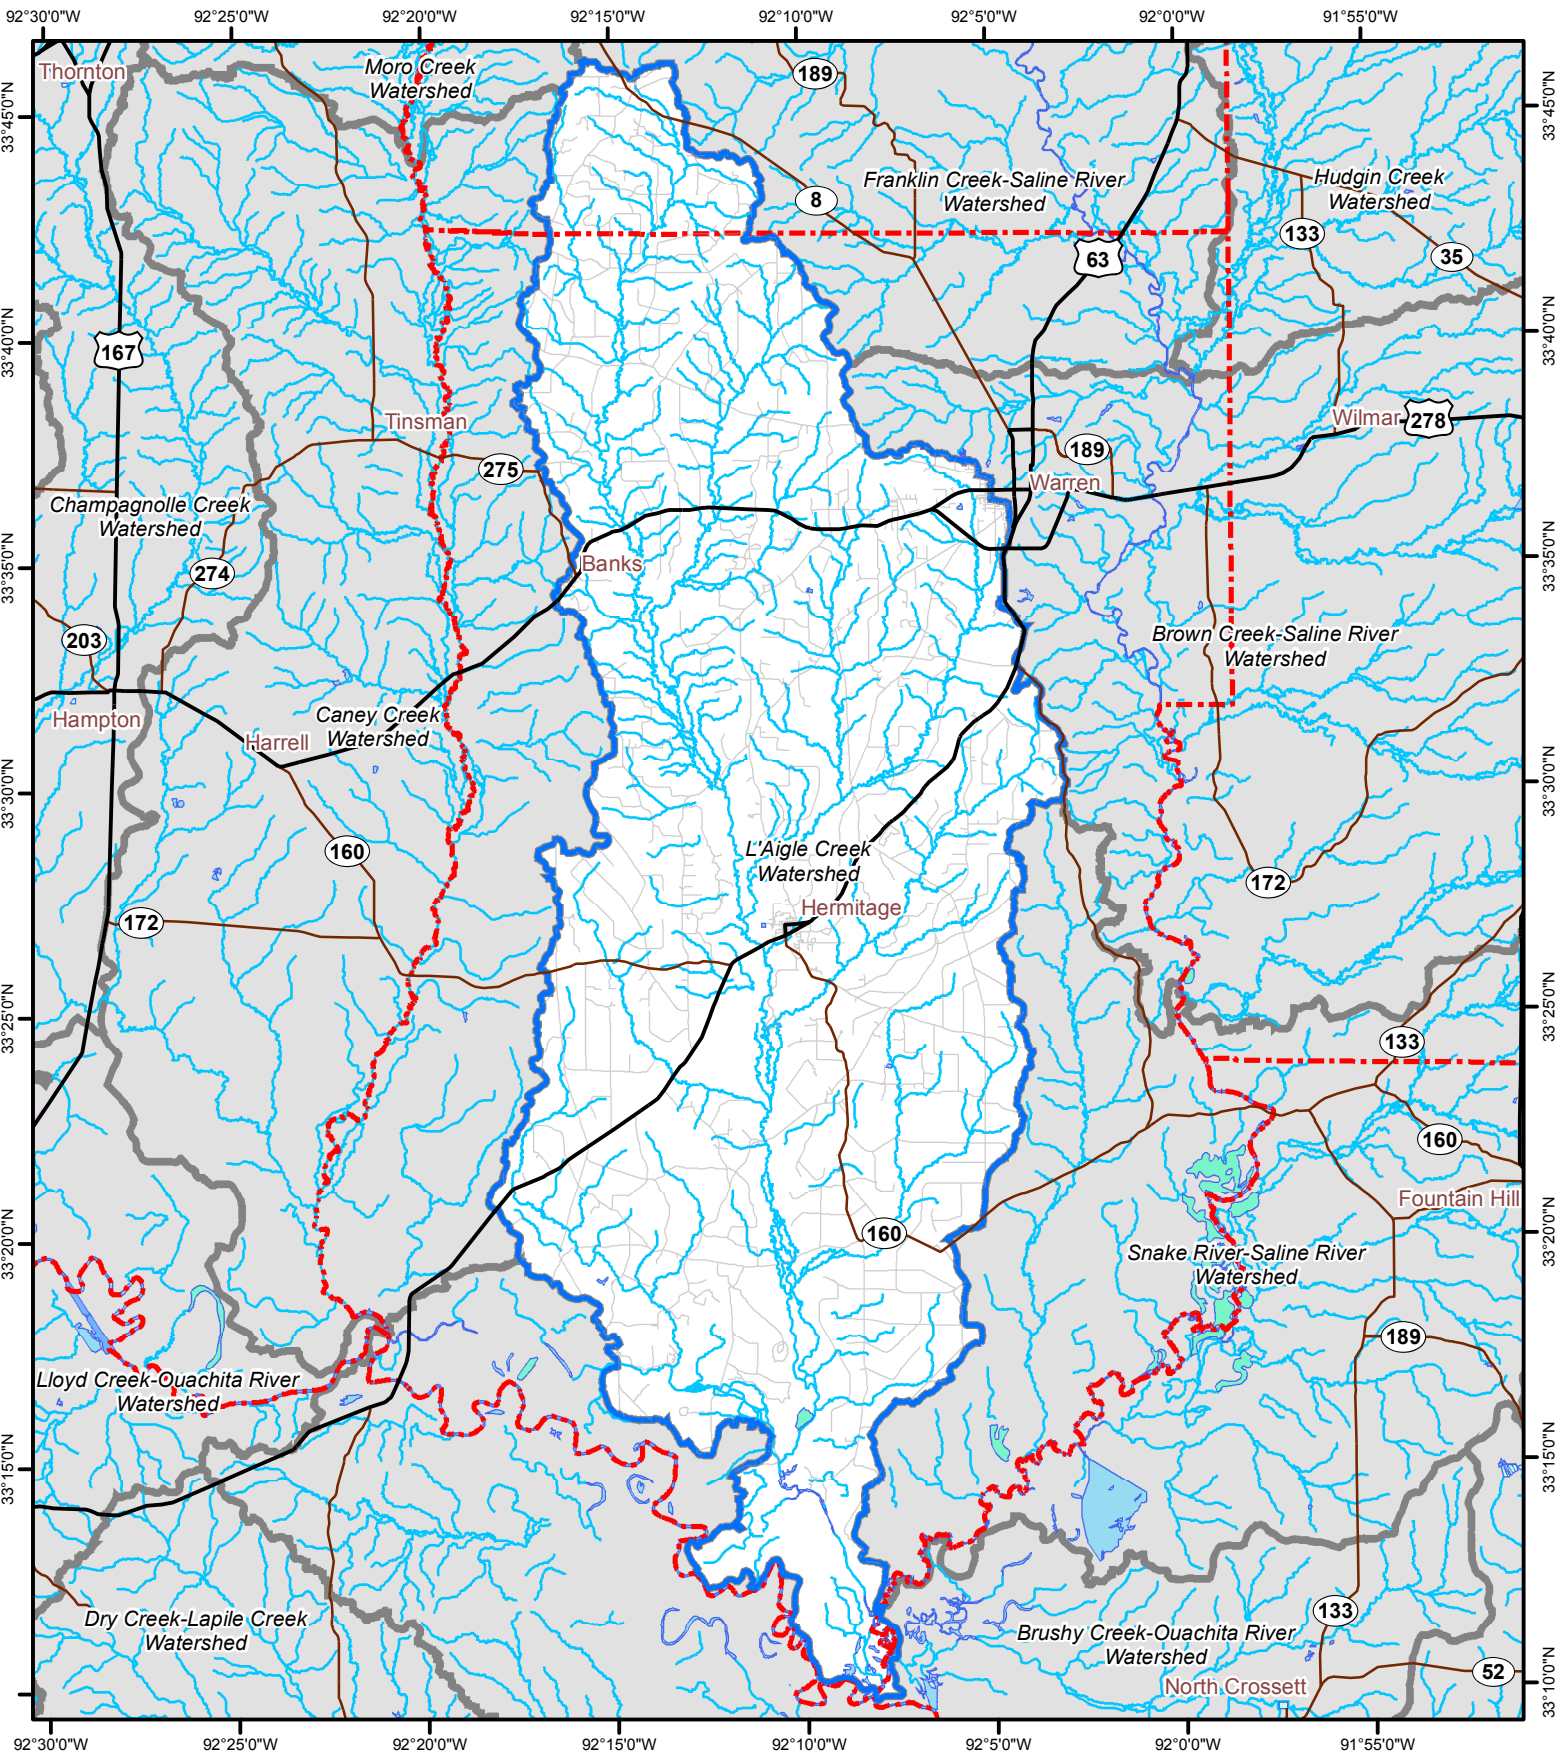 92°30'0"W 92°25'0"W 92°20'0"W 92°15'0"W 92°10'0"W 92°5'0"W 92°0'0"W 91°55'0"W
Thornton
Moro Creek
Watershed
189
33°45'0"N
33°45'0"N
Franklin Creek-Saline River
Watershed
8
Hudgin Creek
Watershed
133
35
63
33°40'0"N
33°40'0"N
167
Tinsman
275
Wilmar
278
189
Warren
Champagnolle Creek
Watershed
33°35'0"N
33°35'0"N
274
Banks
203
Brown Creek-Saline River
Watershed
Hampton
Harrell
Caney Creek
Watershed
33°30'0"N
33°30'0"N
160
L'Aigle Creek
Watershed
172
Hermitage
172
33°25'0"N
33°25'0"N
133
160
Fountain Hill
33°20'0"N
33°20'0"N
160
Snake River-Saline River
Watershed
189
Lloyd Creek-Ouachita River
Watershed
33°15'0"N
33°15'0"N
Dry Creek-Lapile Creek
Watershed
133
Brushy Creek-Ouachita River
Watershed
52
North Crossett
33°10'0"N
92°30'0"W 92°25'0"W 92°20'0"W 92°15'0"W 92°10'0"W 92°5'0"W 92°0'0"W 91°55'0"W